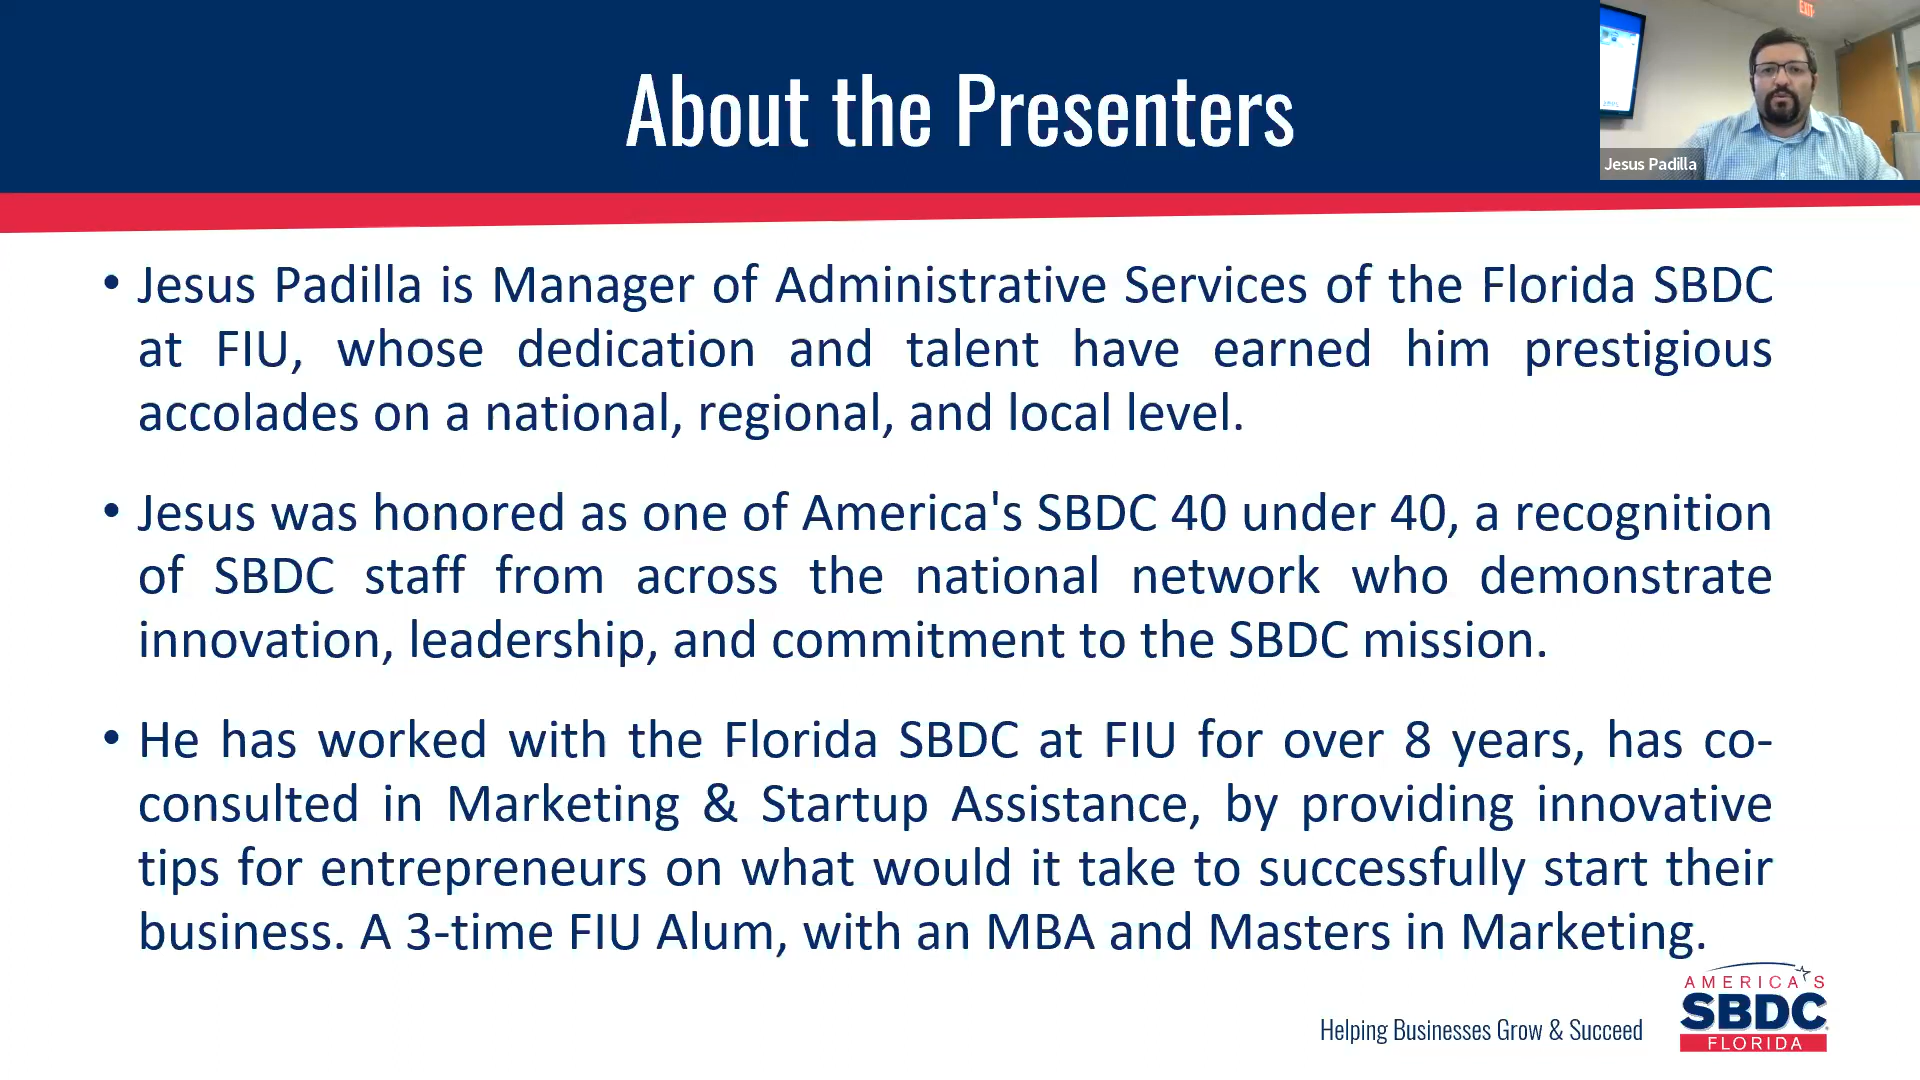 About the Presenters
EXIT
Jesus Padilla
• Jesus Padilla is Manager of Administrative Services of the Florida SBDC
at FIU, whose dedication and talent have earned him prestigious
accolades on a national, regional, and local level.
• Jesus was honored as one of America's SBDC 40 under 40, a recognition
of SBDC staff from across the national network who demonstrate
innovation, leadership, and commitment to the SBDC mission.
• He has worked with the Florida SBDC at FIU for over 8 years, has co-
consulted in Marketing & Startup Assistance, by providing innovative
tips for entrepreneurs on what would it take to successfully start their
business. A 3-time FIU Alum, with an MBA and Masters in Marketing.
Helping Businesses Grow & Succeed
AMERICA'S
SBDC
FLORIDA